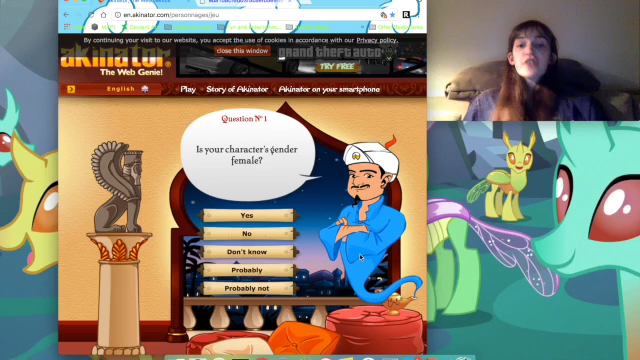 en.akinator.com/personnages/jeu
By continuing your visit to our website, you accept the use of cookies in accordance with our Privacy policy.
close this window
grand theft auto
TRY FREE
akinator
The Web Genie!
English
Play
Story of Akinator
Akinator on your smartphone
Question N° 1
Is your character's gender
female?
Yes
No
Don't know
Probably
Probably not